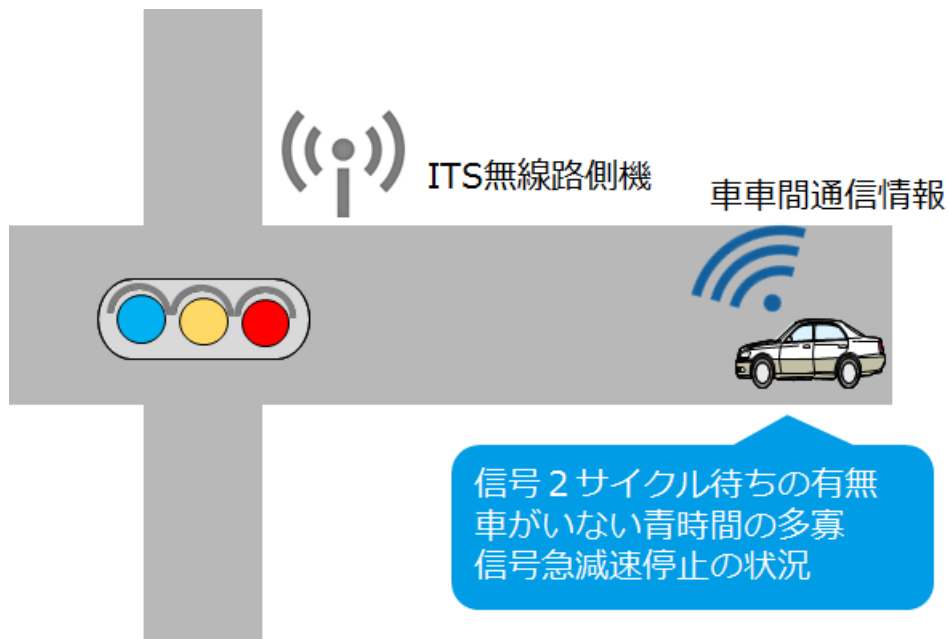 ITS無線路側機
車車間通信情報
信号２サイクル待ちの有無
車がいない青時間の多寡
信号急減速停止の状況